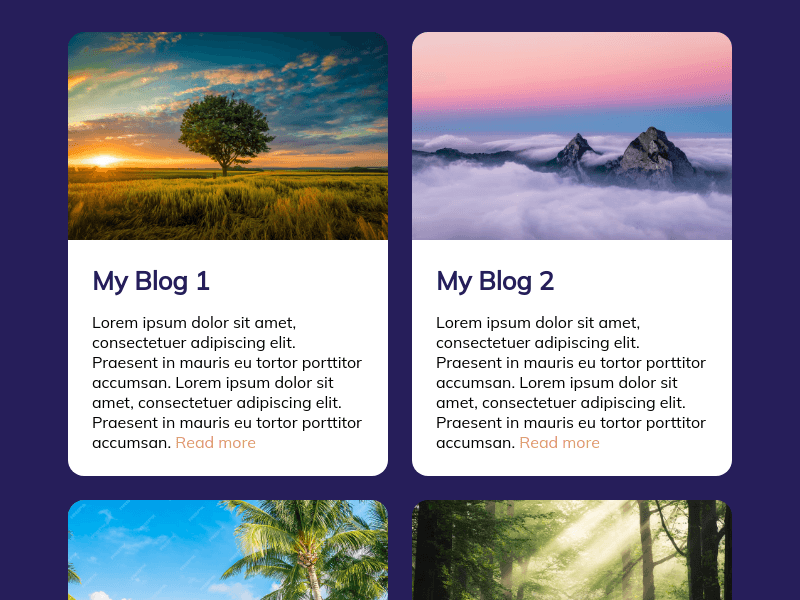 My Blog 1
Lorem ipsum dolor sit amet,
consectetuer adipiscing elit.
Praesent in mauris eu tortor porttitor
accumsan. Lorem ipsum dolor sit
amet, consectetuer adipiscing elit.
Praesent in mauris eu tortor porttitor
accumsan. Read more
My Blog 2
Lorem ipsum dolor sit amet,
consectetuer adipiscing elit.
Praesent in mauris eu tortor porttitor
accumsan. Lorem ipsum dolor sit
amet, consectetuer adipiscing elit.
Praesent in mauris eu tortor porttitor
accumsan. Read more